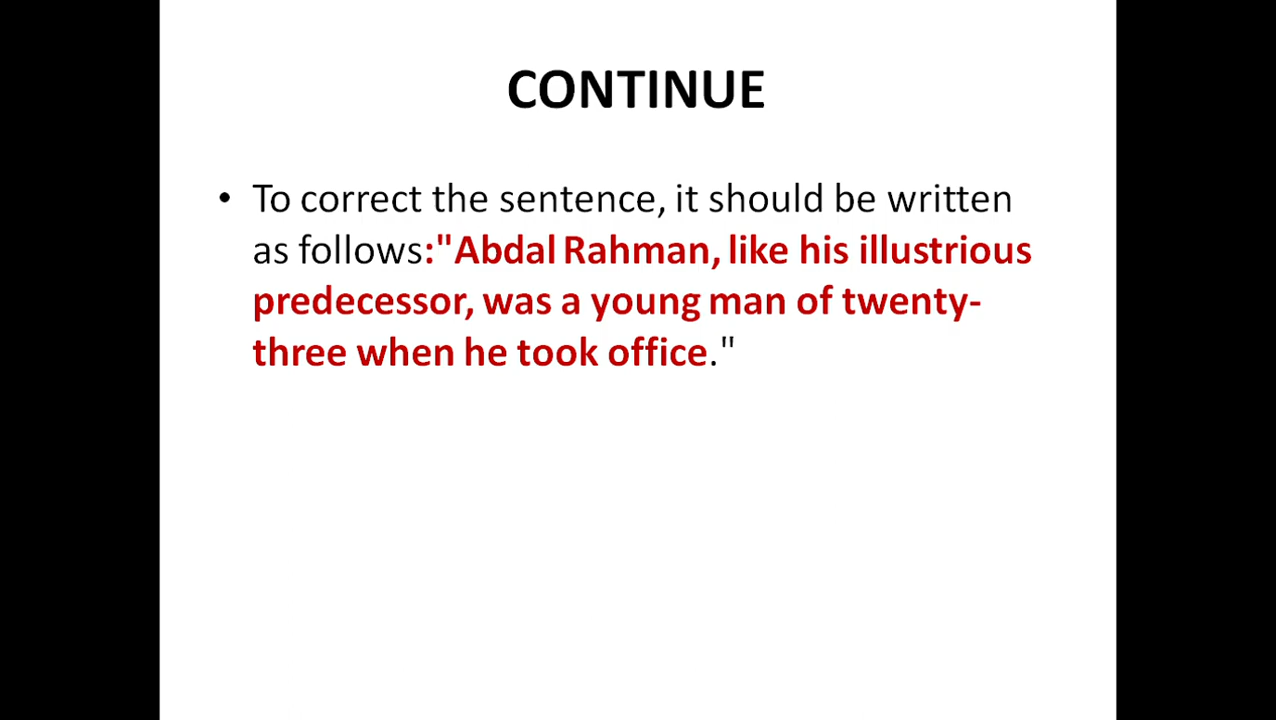 CONTINUE
• To correct the sentence, it should be written
as follows:"Abdal Rahman, like his illustrious
predecessor, was a young man of twenty-
three when he took office."